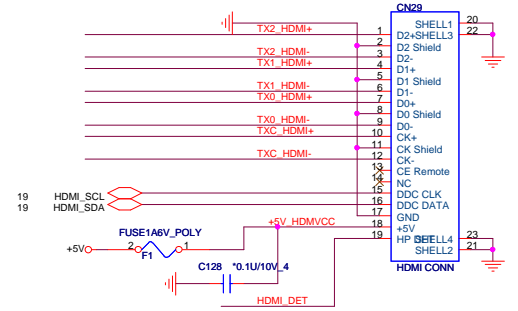 CN29
SHELL1 20
TX2_HDMI+ 1 D2+ SHELL3 22
2 D2 Shield
TX2_HDMI- 3 D2-
TX1_HDMI+ 4 D1+
5 D1 Shield
TX1_HDMI- 6 D1-
TX0_HDMI+ 7 D0+
8 D0 Shield
TX0_HDMI- 9 D0-
TXC_HDMI+ 10 CK+
11 CK Shield
TXC_HDMI- 12 CK-
13 CE Remote
14 NC
19 HDMI_SCL 15 DDC CLK
19 HDMI_SDA 16 DDC DATA
17 GND
+5V_HDMVCC 18 +5V
FUSE1A6V_POLY 19 HP DET SHELL4 23
+5V 2 F1 1 SHELL2 21
C128 *0.1U/10V_4 HDMI CONN
HDMI_DET